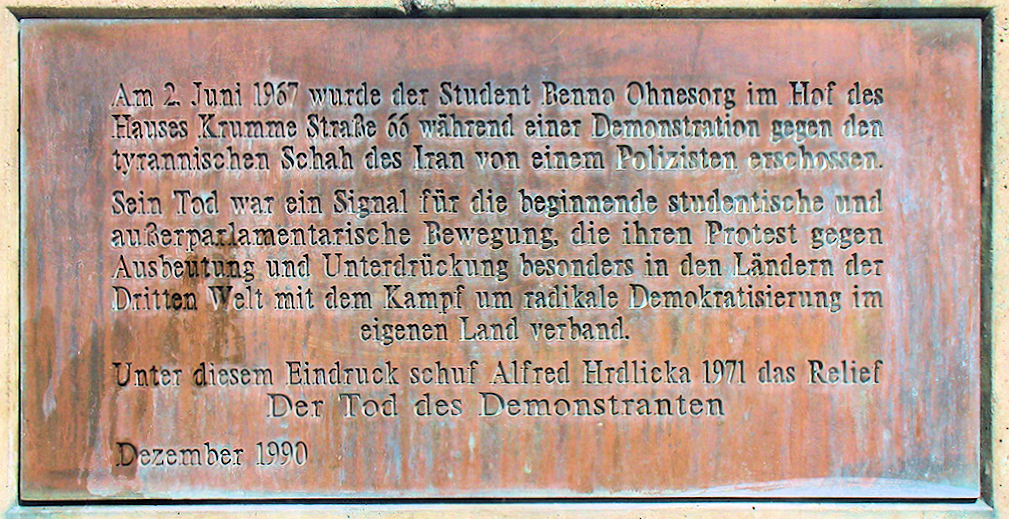 Am 2. Juni 1967 wurde der Student Benno Ohnesorg im Hof des
Hauses Krumme Straße 66 während einer Demonstration gegen den
tyrannischen Schah des Iran von einem Polizisten erschossen.
Sein Tod war ein Signal für die beginnende studentische und
außerparlamentarische Bewegung, die ihren Protest gegen
Ausbeutung und Unterdrückung besonders in den Ländern der
Dritten Welt mit dem Kampf um radikale Demokratisierung im
eigenen Land verband.
Unter diesem Eindruck schuf Alfred Hrdlicka 1971 das Relief
Der Tod des Demonstranten
Dezember 1990